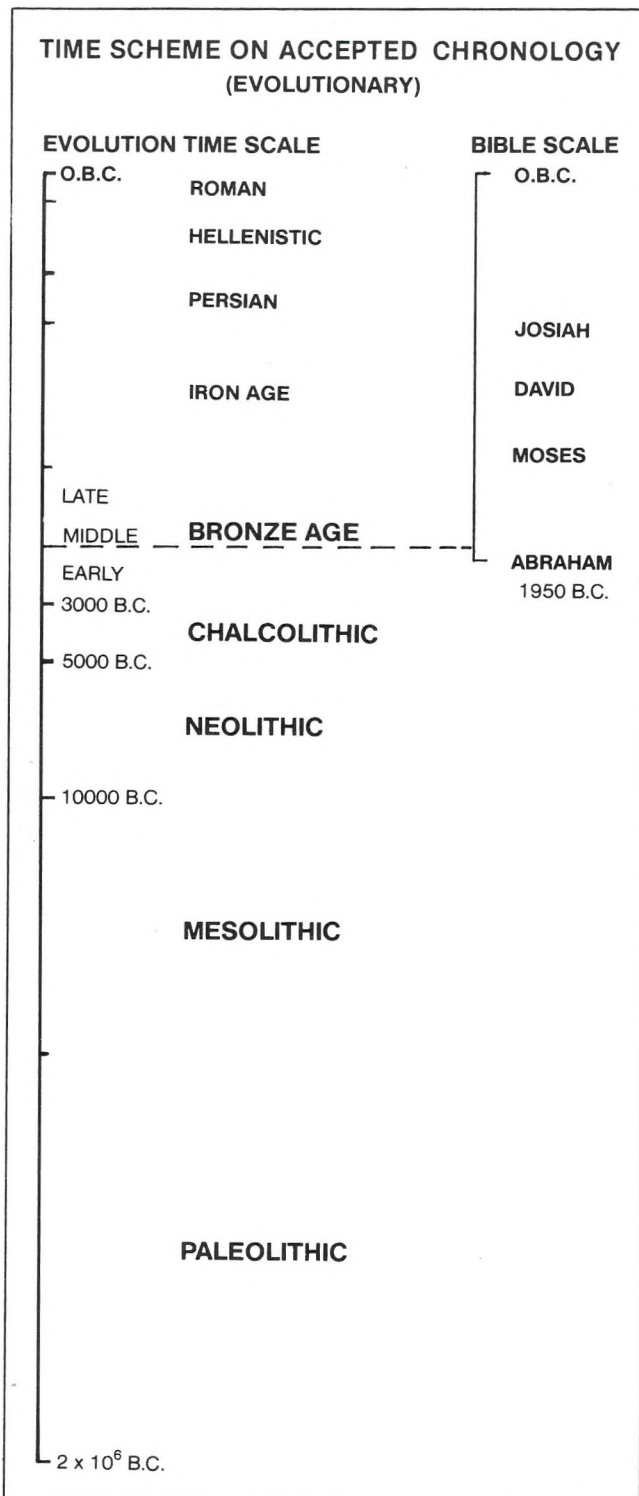 TIME SCHEME ON ACCEPTED CHRONOLOGY
(EVOLUTIONARY)
EVOLUTION TIME SCALE
BIBLE SCALE
O.B.C.
ROMAN
O.B.C.
HELLENISTIC
PERSIAN
JOSIAH
IRON AGE
DAVID
MOSES
LATE
MIDDLE
BRONZE AGE
EARLY
ABRAHAM
1950 B.C.
3000 B.C.
CHALCOLITHIC
5000 B.C.
NEOLITHIC
10000 B.C.
MESOLITHIC
PALEOLITHIC
2 x 10⁶ B.C.